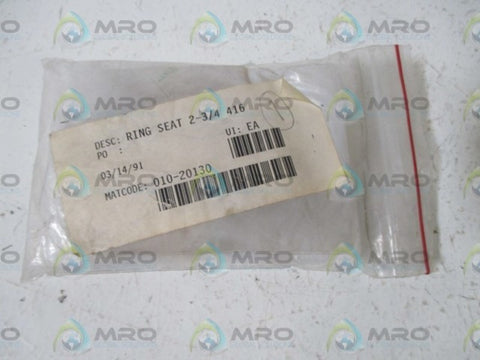 DESC: RING SEAT 2-3/4 416
PO :
UI: EA
03/14/91
MATCODE: 010-20130
MRO